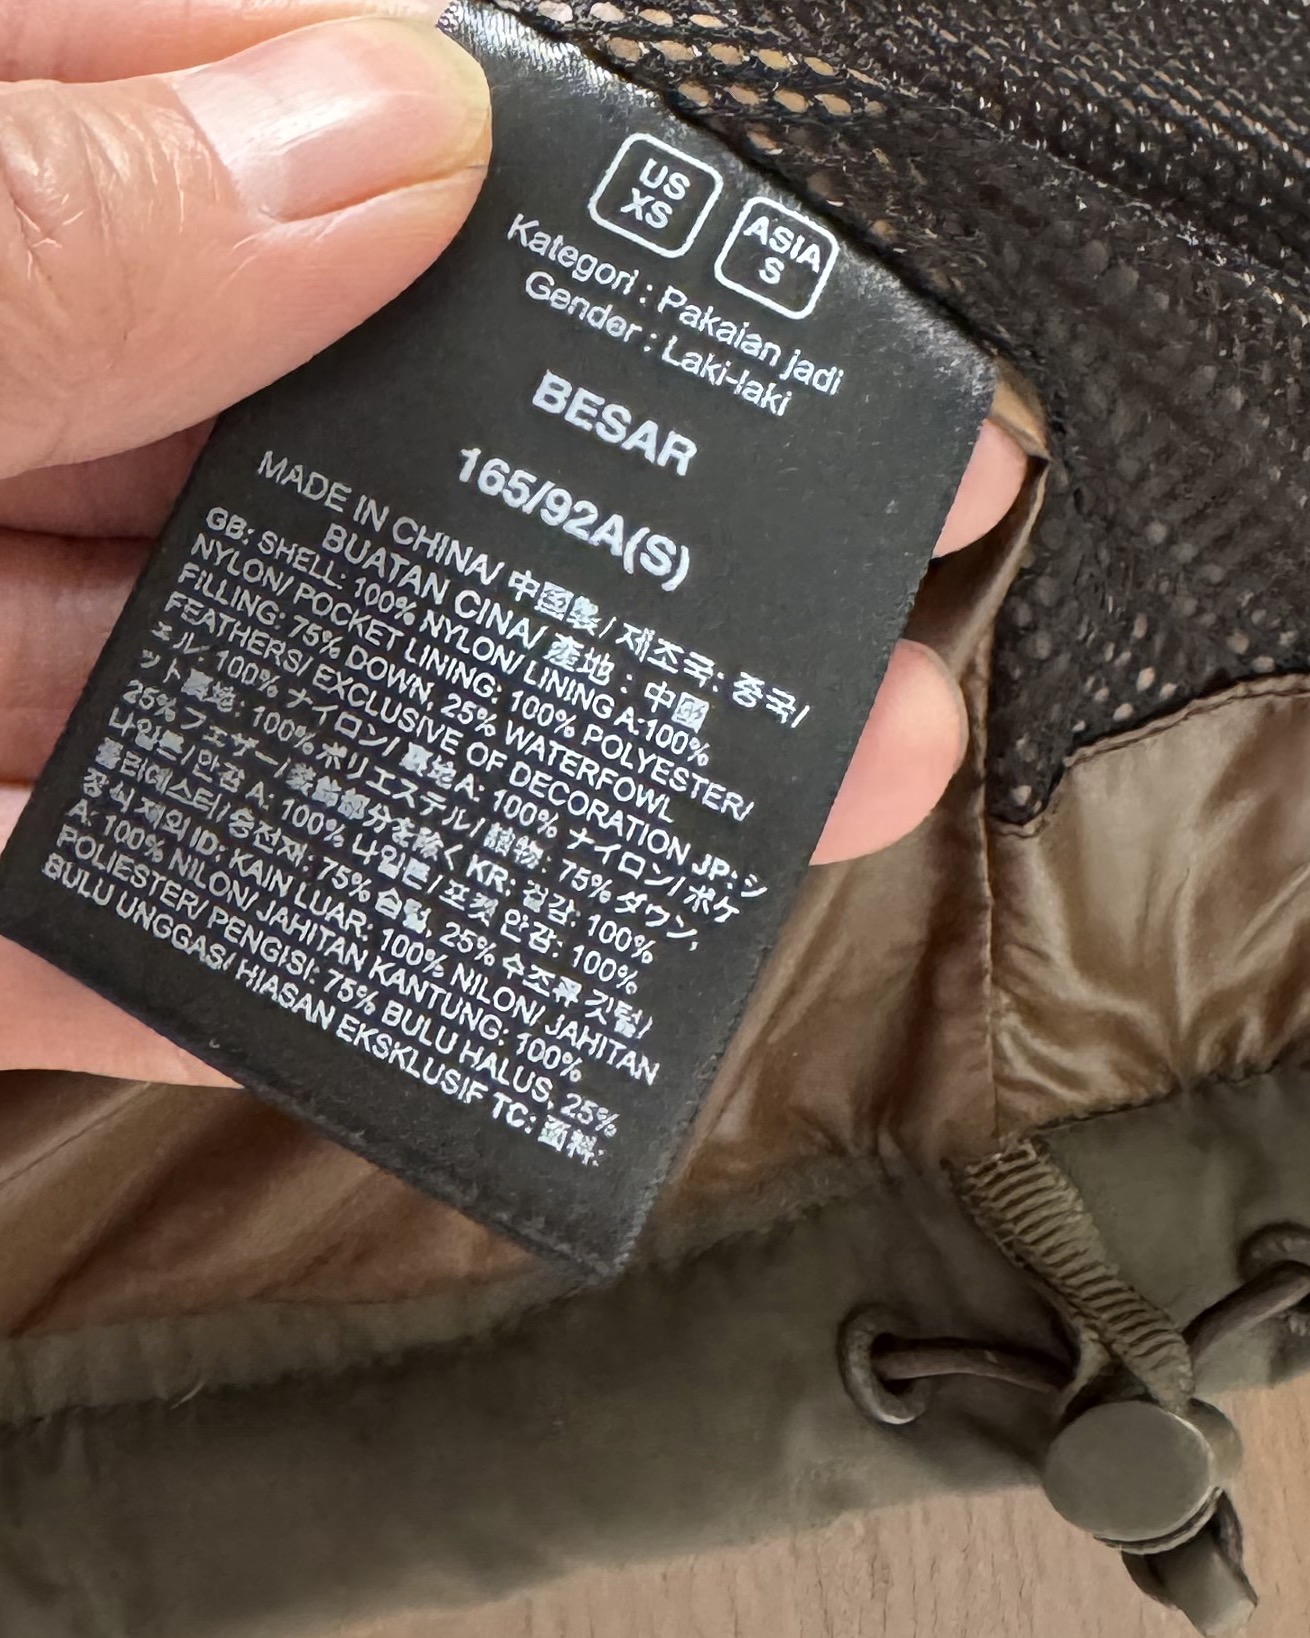 US
XS
ASIA
S
Kategori : Pakaian jadi
Gender : Laki-laki
BESAR
165/92A(S)
MADE IN CHINA/ 中國製/ 제조국: 중국/
BUATAN CINA/ 產地 : 中國
GB: SHELL: 100% NYLON/ LINING A:100%
NYLON/ POCKET LINING: 100% POLYESTER/
FILLING: 75% DOWN, 25% WATERFOWL
FEATHERS/ EXCLUSIVE OF DECORATION JP: シ
ェル: 100% ナイロン/ 裏地 A: 100% ナイロン/ ポケ
ット裏地: 100% ポリエステル/ 詰物: 75% ダウン,
25% フェザー/ 装飾部分を除く KR: 겉감: 100%
나일론/ 안감 A: 100% 나일론/ 포켓 안감: 100%
폴리에스터/ 충전재: 75% 솜털, 25% 수조류 깃털/
장식 제외 ID: KAIN LUAR: 100% NILON/ JAHITAN
A: 100% NILON/ JAHITAN KANTUNG: 100%
POLIESTER/ PENGISI: 75% BULU HALUS, 25%
BULU UNGGAS/ HIASAN EKSKLUSIF TC: 面料: